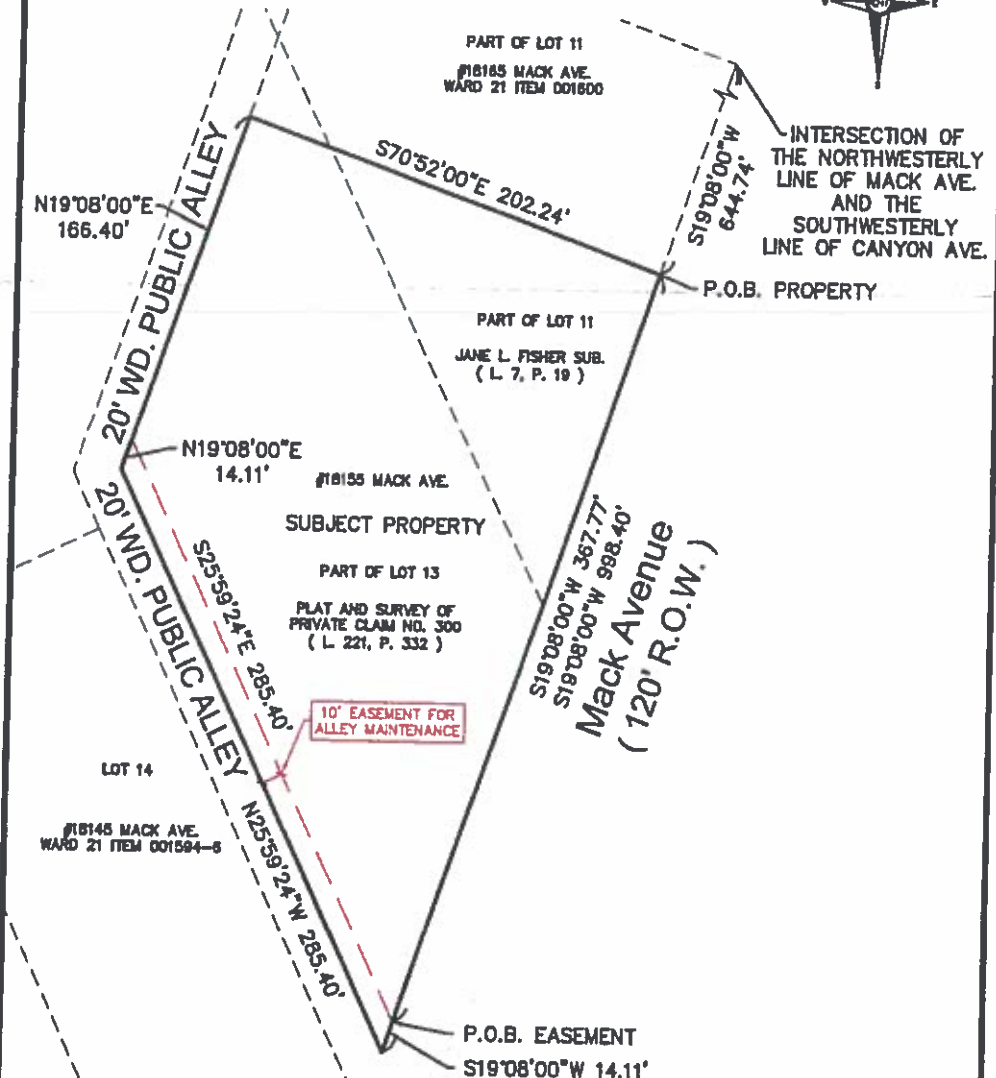 PART OF LOT 11
#16165 MACK AVE.
WARD 21 ITEM 001600
INTERSECTION OF
THE NORTHWESTERLY
LINE OF MACK AVE.
AND THE
SOUTHWESTERLY
LINE OF CANYON AVE.
S19°08'00"W
644.74'
S70°52'00"E 202.24'
N19°08'00"E
166.40'
20' WD. PUBLIC ALLEY
P.O.B. PROPERTY
PART OF LOT 11
JANE L. FISHER SUB.
( L. 7, P. 19 )
N19°08'00"E
14.11'
#16155 MACK AVE.
SUBJECT PROPERTY
PART OF LOT 13
PLAT AND SURVEY OF
PRIVATE CLAIM NO. 300
( L. 221, P. 332 )
S19°08'00"W 367.77'
S19°08'00"W 998.40'
Mack Avenue
( 120' R.O.W. )
20' WD. PUBLIC ALLEY
S25°59'24"E 285.40'
10' EASEMENT FOR
ALLEY MAINTENANCE
LOT 14
#16145 MACK AVE.
WARD 21 ITEM 001594-6
N25°59'24"W 285.40'
P.O.B. EASEMENT
S19°08'00"W 14.11'